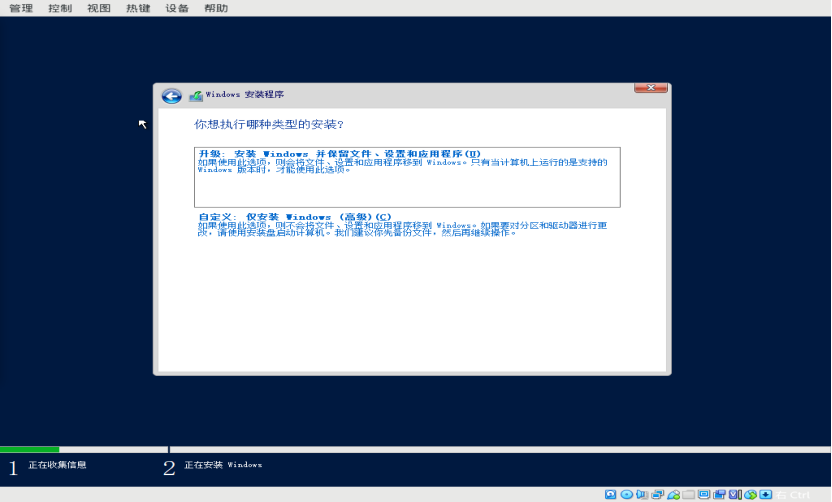 管理 控制 视图 热键 设备 帮助
Windows 安装程序
你想执行哪种类型的安装?
升级: 安装 Windows 并保留文件、设置和应用程序(U)
如果使用此选项，则会将文件、设置和应用程序移到 Windows。只有当计算机上运行的是支持的
Windows 版本时，才能使用此选项。
自定义: 仅安装 Windows (高级)(C)
如果使用此选项，则不会将文件、设置和应用程序移到 Windows。如果要对分区和驱动器进行更
改，请使用安装盘启动计算机。我们建议你先备份文件，然后再继续操作。
1 正在收集信息 2 正在安装 Windows
右 Ctrl